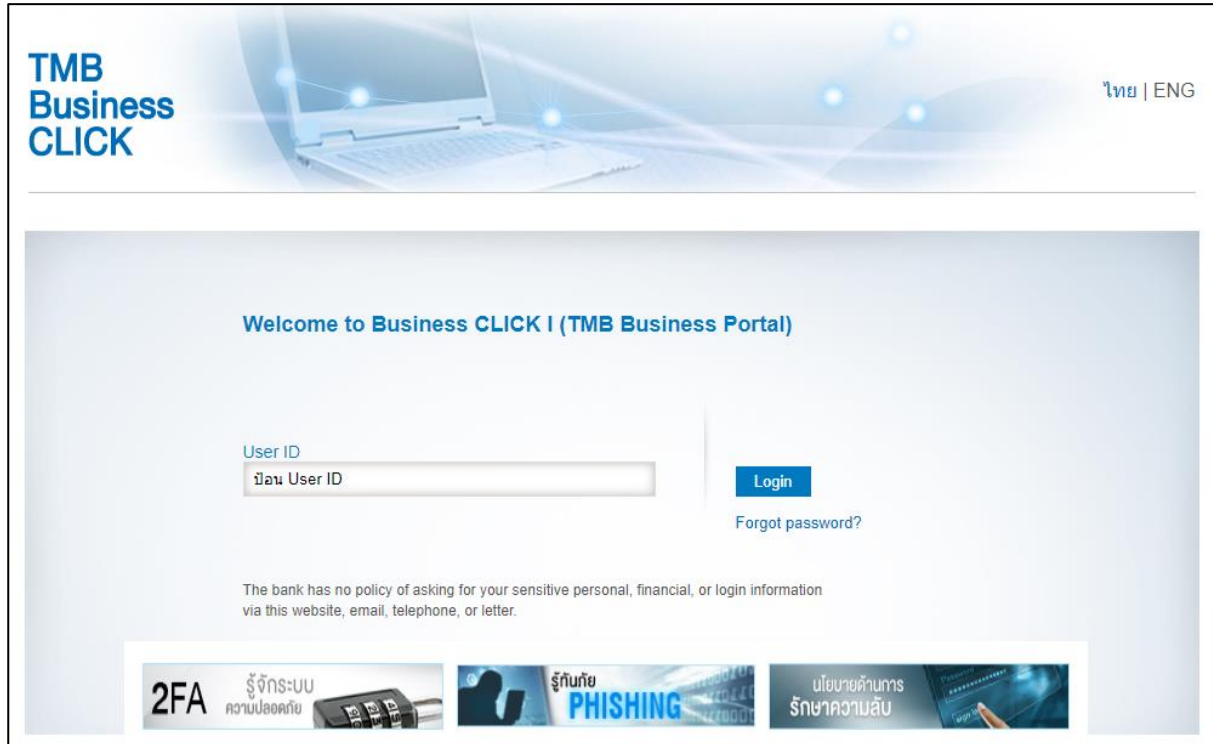 TMB
Business
CLICK
ไทย | ENG
Welcome to Business CLICK I (TMB Business Portal)
User ID
ป้อน User ID
Login
Forgot password?
The bank has no policy of asking for your sensitive personal, financial, or login information
via this website, email, telephone, or letter.
2FA
รู้จักระบบ
ความปลอดภัย
รู้ทันภัย
PHISHING
นโยบายด้านการ
รักษาความลับ